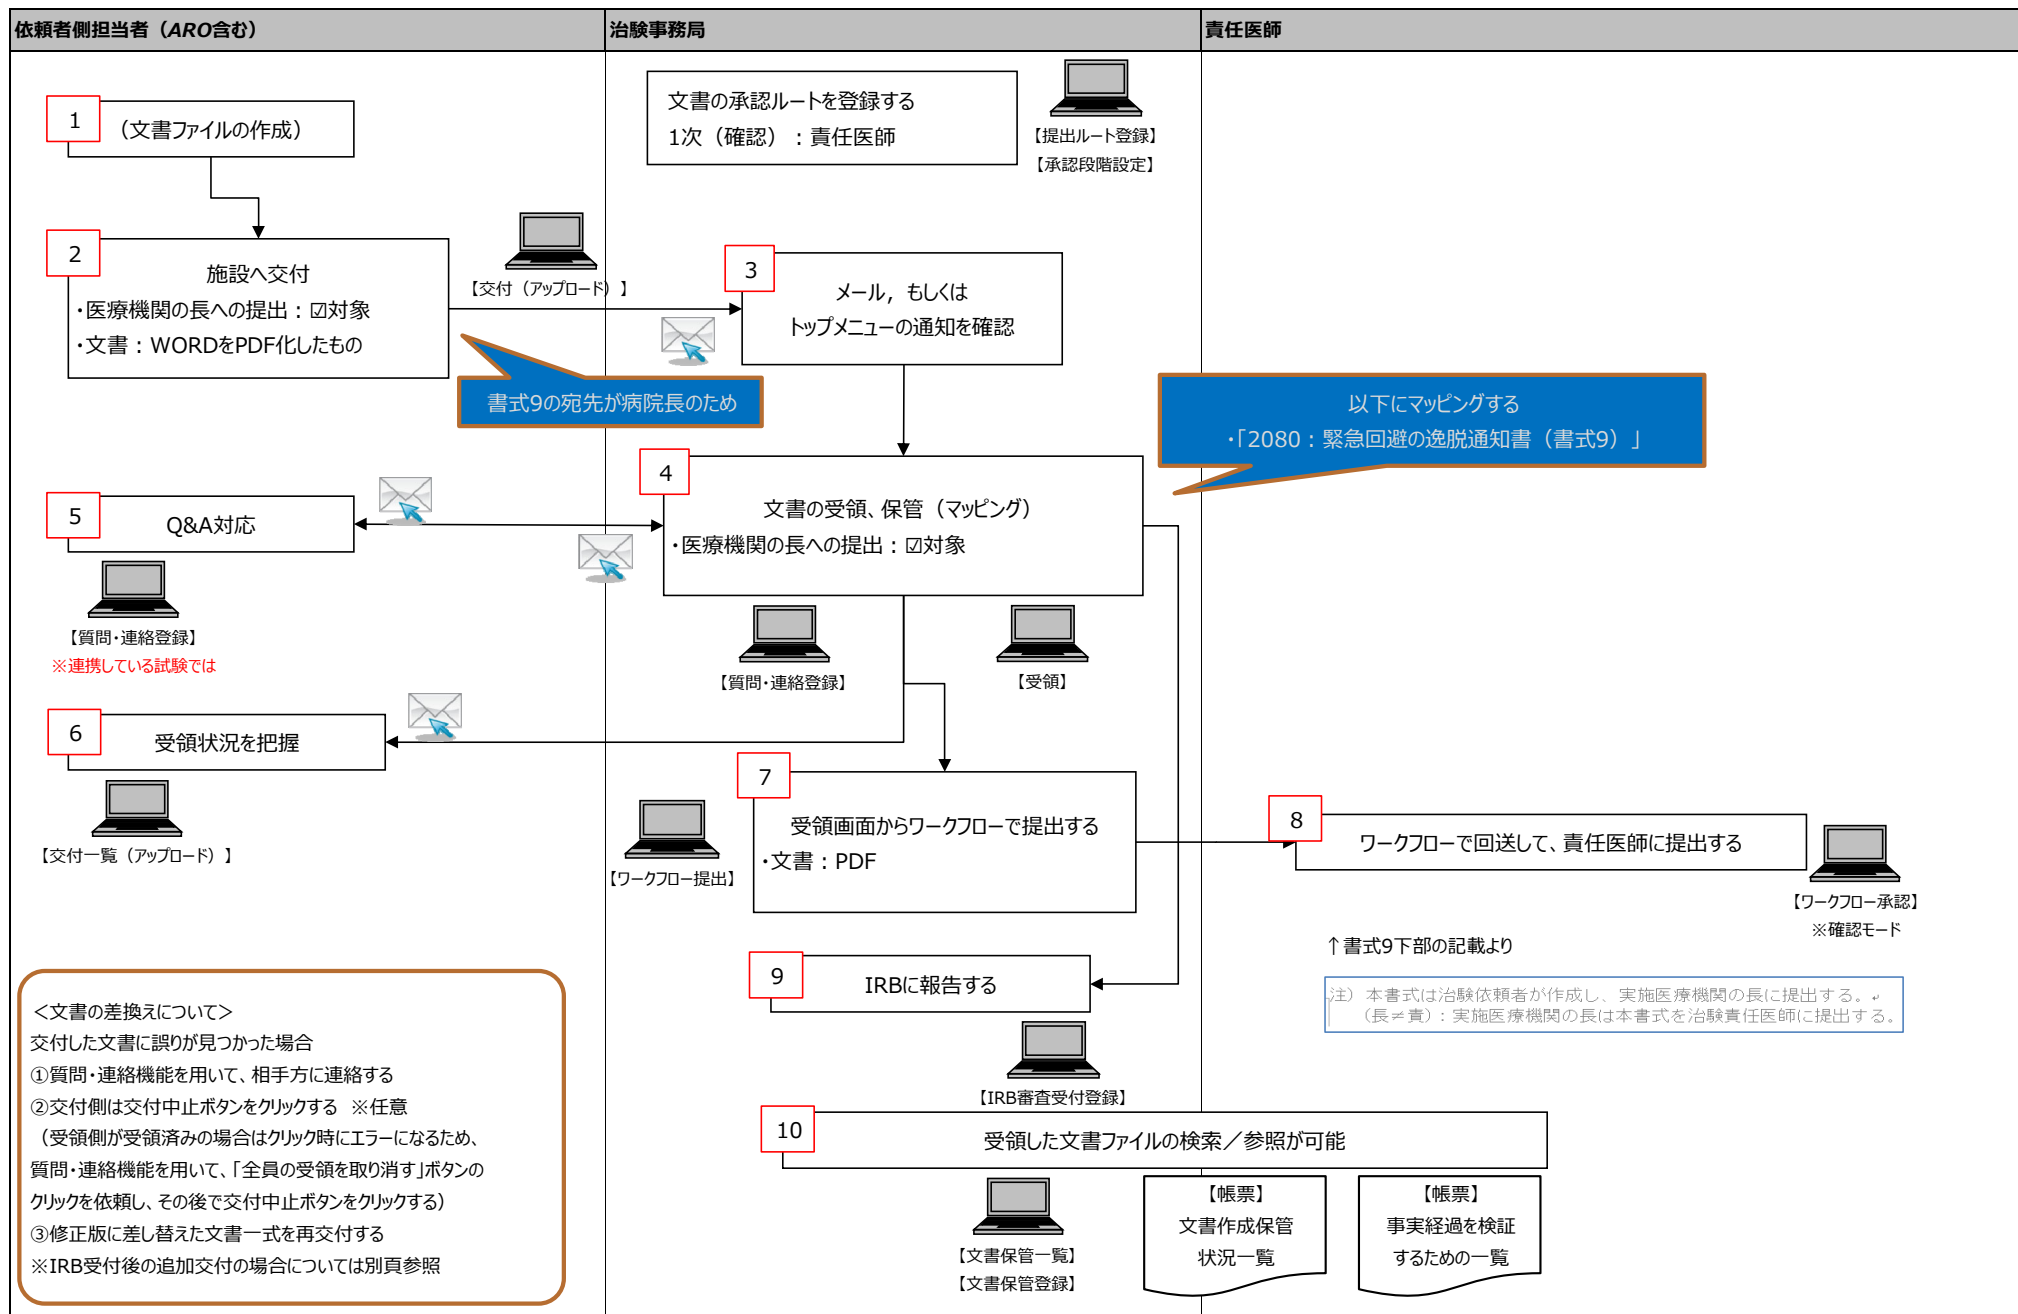 依頼者側担当者（ARO含む）
治験事務局
責任医師
文書の承認ルートを登録する
1次（確認）：責任医師
【提出ルート登録】
【承認段階設定】
1
（文書ファイルの作成）
2
施設へ交付
・医療機関の長への提出：☑対象
・文書：WORDをPDF化したもの
【交付（アップロード）】
3
メール，もしくは
トップメニューの通知を確認
書式9の宛先が病院長のため
以下にマッピングする
・「2080：緊急回避の逸脱通知書（書式9）」
4
文書の受領、保管（マッピング）
・医療機関の長への提出：☑対象
5
Q&A対応
【質問・連絡登録】
※連携している試験では
【質問・連絡登録】
【受領】
6
受領状況を把握
【交付一覧（アップロード）】
7
受領画面からワークフローで提出する
・文書：PDF
【ワークフロー提出】
8
ワークフローで回送して、責任医師に提出する
【ワークフロー承認】
※確認モード
↑書式9下部の記載より
注）本書式は治験依頼者が作成し、実施医療機関の長に提出する。
（長≠責）：実施医療機関の長は本書式を治験責任医師に提出する。
9
IRBに報告する
【IRB審査受付登録】
10
受領した文書ファイルの検索／参照が可能
【文書保管一覧】
【文書保管登録】
【帳票】
文書作成保管
状況一覧
【帳票】
事実経過を検証
するための一覧
＜文書の差換えについて＞
交付した文書に誤りが見つかった場合
①質問・連絡機能を用いて、相手方に連絡する
②交付側は交付中止ボタンをクリックする　※任意
（受領側が受領済みの場合はクリック時にエラーになるため、
質問・連絡機能を用いて、「全員の受領を取り消す」ボタンの
クリックを依頼し、その後で交付中止ボタンをクリックする）
③修正版に差し替えた文書一式を再交付する
※IRB受付後の追加交付の場合については別頁参照